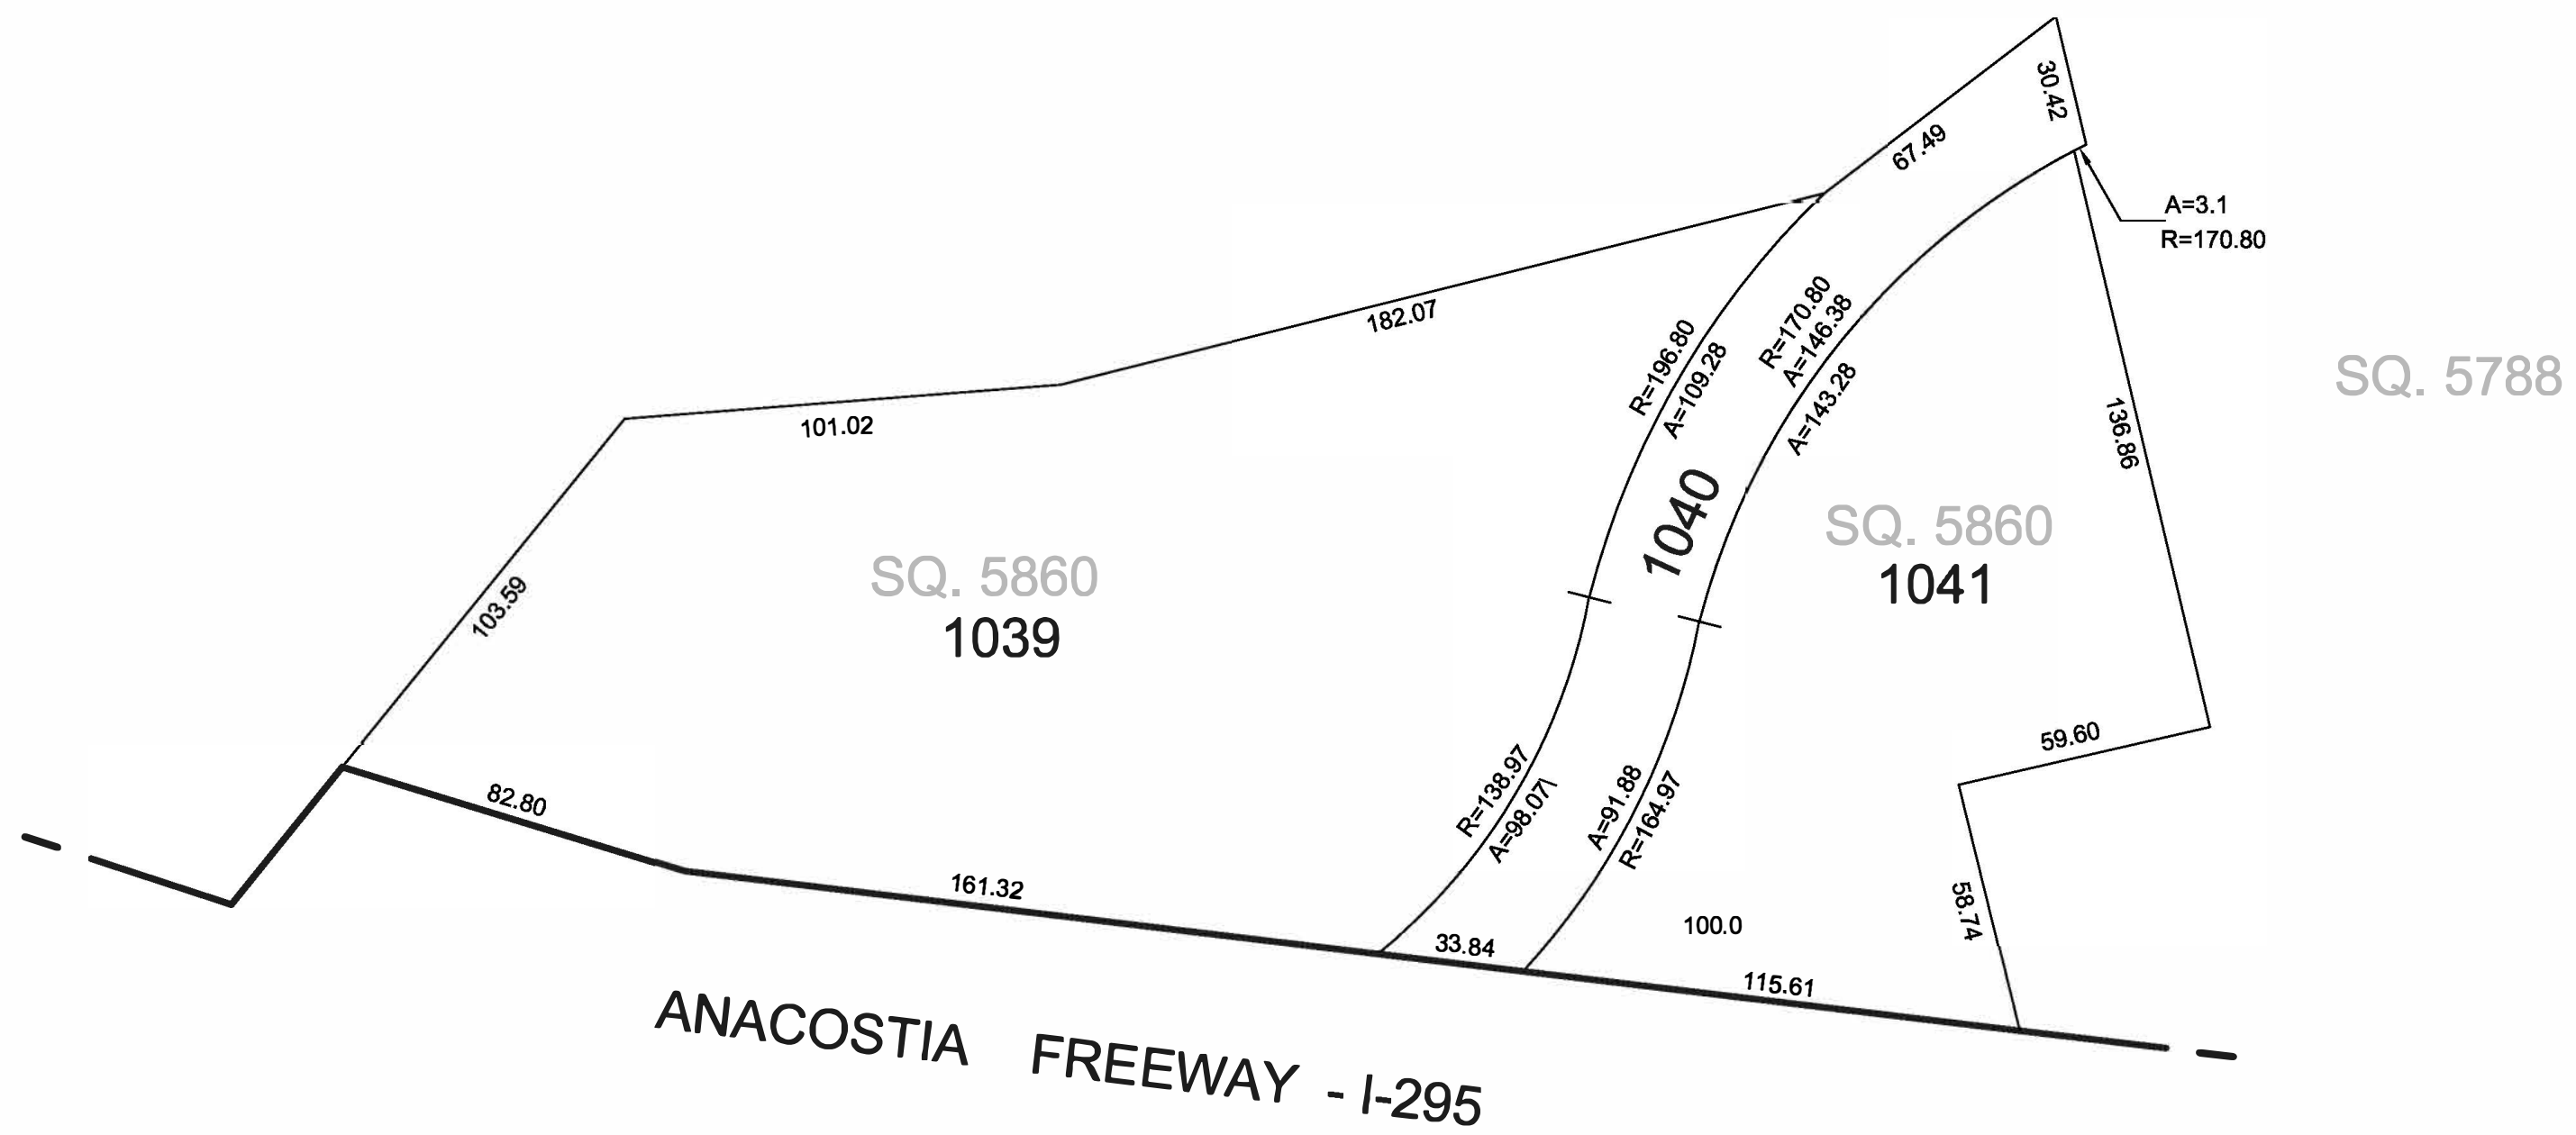 30.42
67.49
A=3.1
R=170.80
182.07
R=196.80
A=109.28
R=170.80
A=146.38
A=143.28
SQ. 5788
136.86
101.02
1040
SQ. 5860
1041
SQ. 5860
1039
103.59
59.60
82.80
R=138.97
A=98.07\
A=91.88
R=164.97
161.32
58.74
100.0
33.84
115.61
ANACOSTIA FREEWAY - I-295